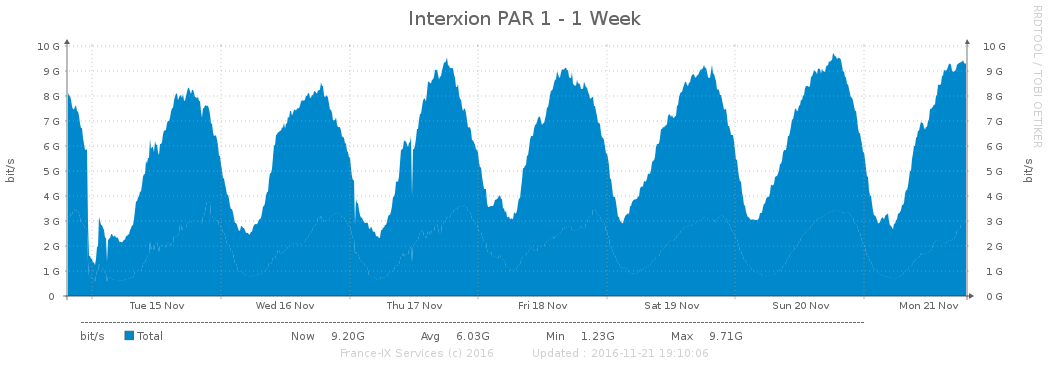 Interxion PAR 1 - 1 Week
RRDTOOL / TOBI OETIKER
10 G 10 G
9 G 9 G
8 G 8 G
7 G 7 G
6 G 6 G
5 G 5 G
4 G 4 G
3 G 3 G
2 G 2 G
1 G 1 G
0 0 G
bit/s
bit/s
Tue 15 Nov Wed 16 Nov Thu 17 Nov Fri 18 Nov Sat 19 Nov Sun 20 Nov Mon 21 Nov
bit/s Total Now 9.20G Avg 6.03G Min 1.23G Max 9.71G
France-IX Services (c) 2016 Updated : 2016-11-21 19:10:06